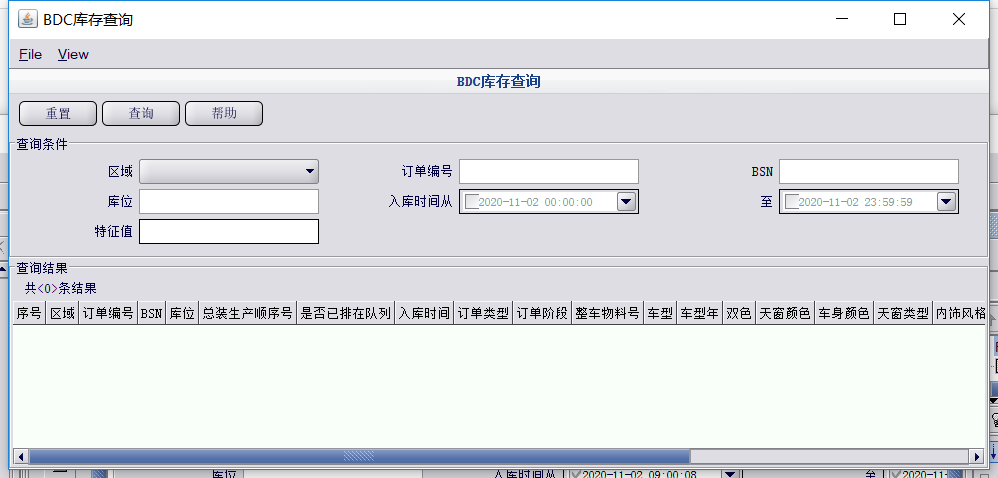 BDC库存查询
File View
BDC库存查询
重置 查询 帮助
查询条件
区域 订单编号 BSN
库位 入库时间从 2020-11-02 00:00:00 至 2020-11-02 23:59:59
特征值
查询结果
共<0>条结果
序号 区域 订单编号 BSN 库位 总装生产顺序号 是否已排在队列 入库时间 订单类型 订单阶段 整车物料号 车型 车型年 双色 天窗颜色 车身颜色 天窗类型 内饰风格
库位 入库时间从 2020-11-02 09:00:08 至 2020-11-